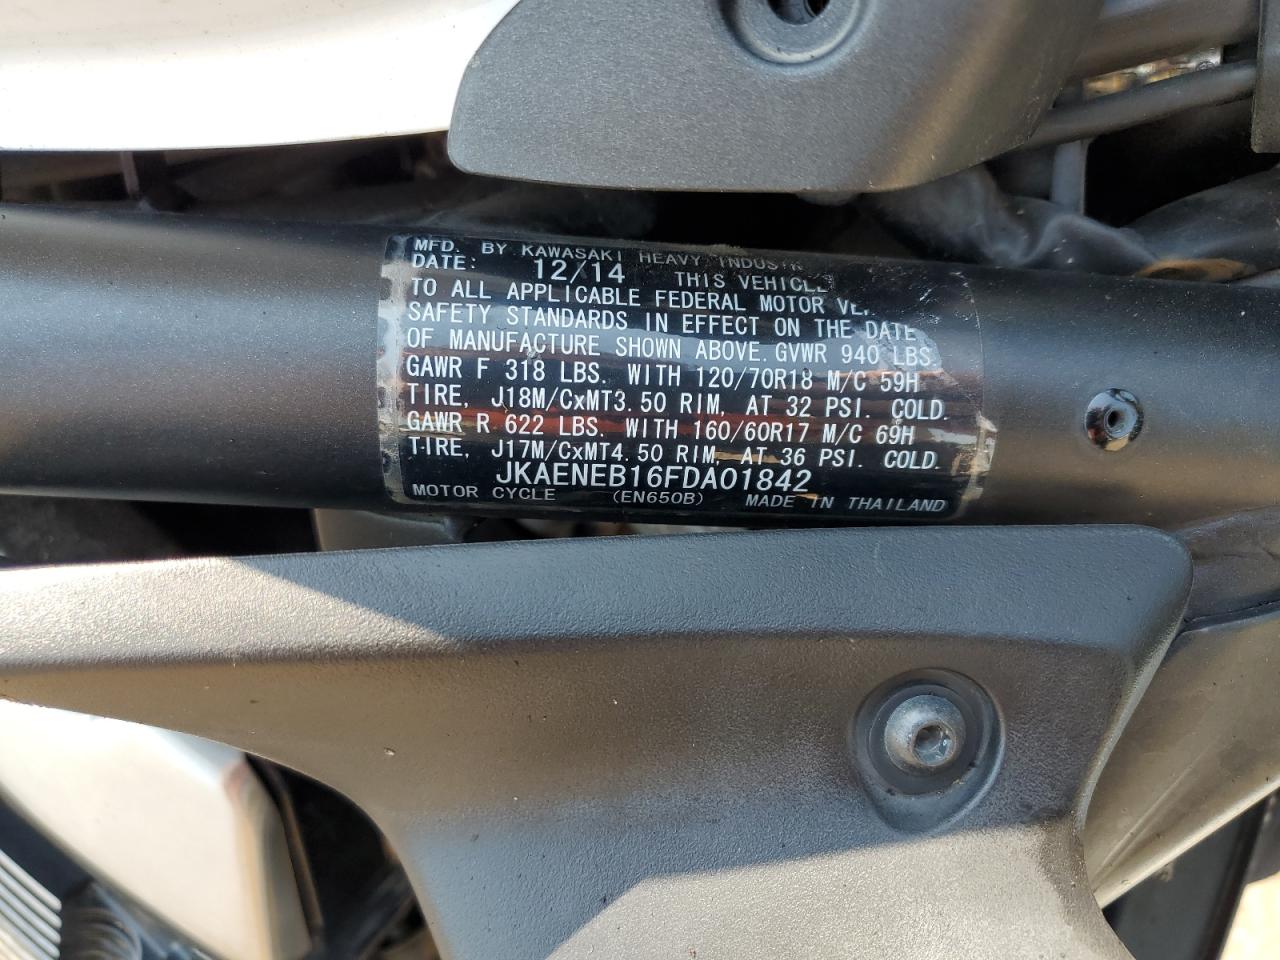 MFD. BY KAWASAKI HEAVY
DATE: 12/14 THIS VEHICLE
TO ALL APPLICABLE FEDERAL MOTOR
SAFETY STANDARDS IN EFFECT ON THE DATE
OF MANUFACTURE SHOWN ABOVE. GVWR 940 LBS.
GAWR F 318 LBS. WITH 120/70R18 M/C 59H
TIRE, J18M/CxMT3.50 RIM, AT 32 PSI. COLD.
GAWR R 622 LBS. WITH 160/60R17 M/C 69H
TIRE, J17M/CxMT4.50 RIM, AT 36 PSI. COLD.
JKAENEB16FDA01842
MOTOR CYCLE (EN650B) MADE IN THAILAND